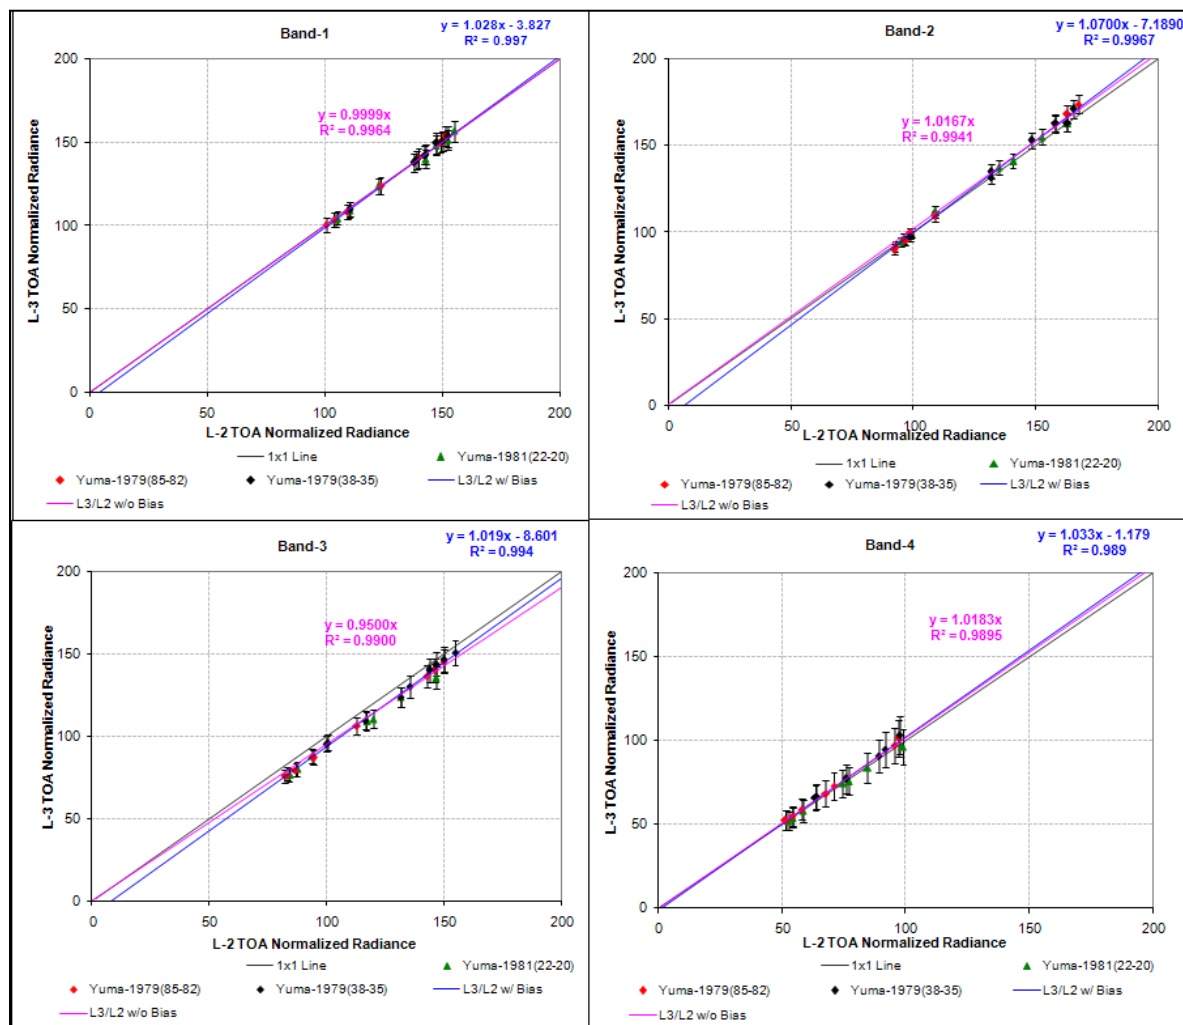 Band-1
y = 1.028x - 3.827
R² = 0.997
y = 0.9999x
R² = 0.9964
200
150
100
50
0
0 50 100 150 200
L-3 TOA Normalized Radiance
L-2 TOA Normalized Radiance
1x1 Line
Yuma-1981(22-20)
Yuma-1979(85-82)
Yuma-1979(38-35)
L3/L2 w/ Bias
L3/L2 w/o Bias
Band-2
y = 1.0700x - 7.1890
R² = 0.9967
y = 1.0167x
R² = 0.9941
200
150
100
50
0
0 50 100 150 200
L-3 TOA Normalized Radiance
L-2 TOA Normalized Radiance
1x1 Line
Yuma-1981(22-20)
Yuma-1979(85-82)
Yuma-1979(38-35)
L3/L2 w/ Bias
L3/L2 w/o Bias
Band-3
y = 1.019x - 8.601
R² = 0.994
y = 0.9500x
R² = 0.9900
200
150
100
50
0
0 50 100 150 200
L-3 TOA Normalized Radiance
L-2 TOA Normalized Radiance
1x1 Line
Yuma-1981(22-20)
Yuma-1979(85-82)
Yuma-1979(38-35)
L3/L2 w/ Bias
L3/L2 w/o Bias
Band-4
y = 1.033x - 1.179
R² = 0.989
y = 1.0183x
R² = 0.9895
200
150
100
50
0
0 50 100 150 200
L-3 TOA Normalized Radiance
L-2 TOA Normalized Radiance
1x1 Line
Yuma-1981(22-20)
Yuma-1979(85-82)
Yuma-1979(38-35)
L3/L2 w/ Bias
L3/L2 w/o Bias